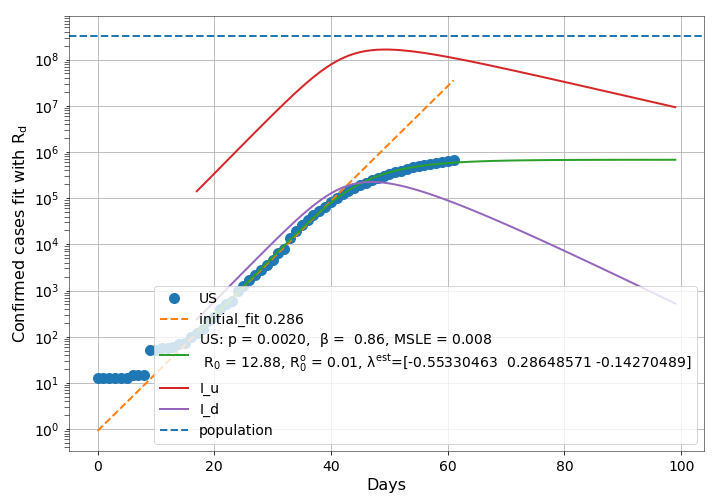 10⁸
10⁷
10⁶
10⁵
10⁴
10³
10²
10¹
10⁰
Confirmed cases fit with R_d
US
initial_fit 0.286
US: p = 0.0020, β = 0.86, MSLE = 0.008
R₀ = 12.88, R₀ᵒ = 0.01, λᵉˢᵗ=[-0.55330463 0.28648571 -0.14270489]
I_u
I_d
population
0 20 40 60 80 100
Days